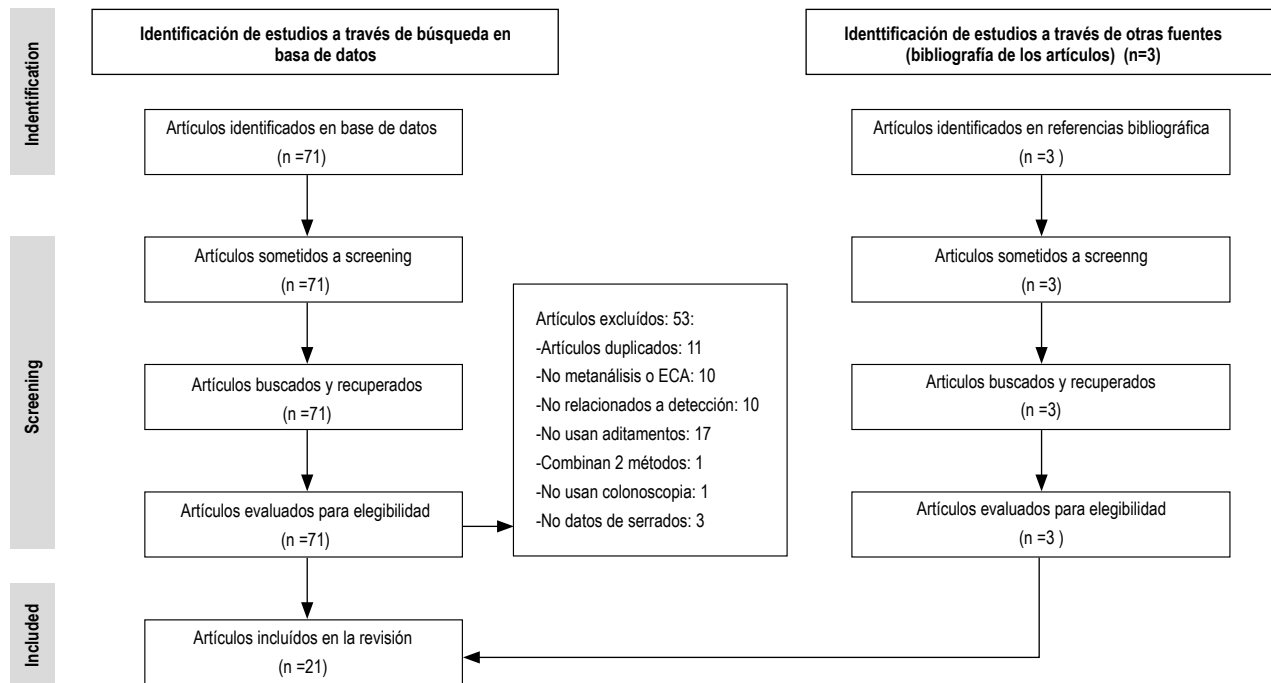 Indentification
Identificación de estudios a través de búsqueda en
base de datos
Identtificación de estudios a través de otras fuentes
(bibliografía de los artículos) (n=3)
Artículos identificados en base de datos
(n =71)
Artículos identificados en referencias bibliográfica
(n =3 )
Screening
Artículos sometidos a screening
(n =71)
Artículos sometidos a screenng
(n =3)
Artículos excluídos: 53:
-Artículos duplicados: 11
-No metanálisis o ECA: 10
-No relacionados a detección: 10
-No usan aditamentos: 17
-Combinan 2 métodos: 1
-No usan colonoscopia: 1
-No datos de serrados: 3
Artículos buscados y recuperados
(n =71)
Articulos buscados y recuperados
(n =3)
Artículos evaluados para elegibilidad
(n =71)
Artículos evaluados para elegibilidad
(n =3 )
Included
Artículos incluídos en la revisión
(n =21)